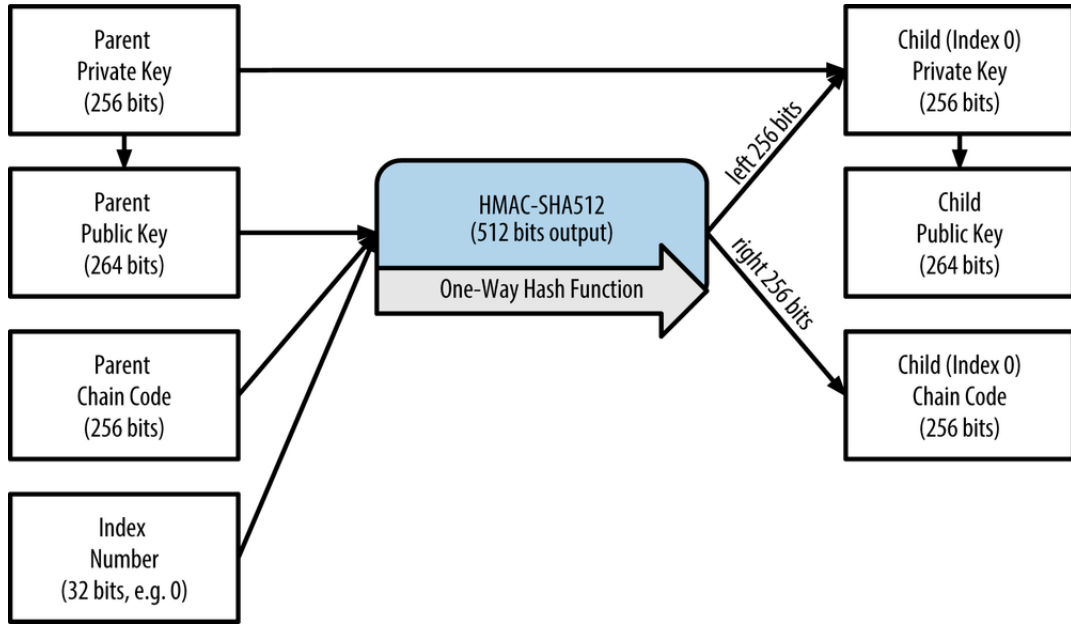 Parent
Private Key
(256 bits)
Parent
Public Key
(264 bits)
Parent
Chain Code
(256 bits)
Index
Number
(32 bits, e.g. 0)
HMAC-SHA512
(512 bits output)
One-Way Hash Function
left 256 bits
right 256 bits
Child (Index 0)
Private Key
(256 bits)
Child
Public Key
(264 bits)
Child (Index 0)
Chain Code
(256 bits)